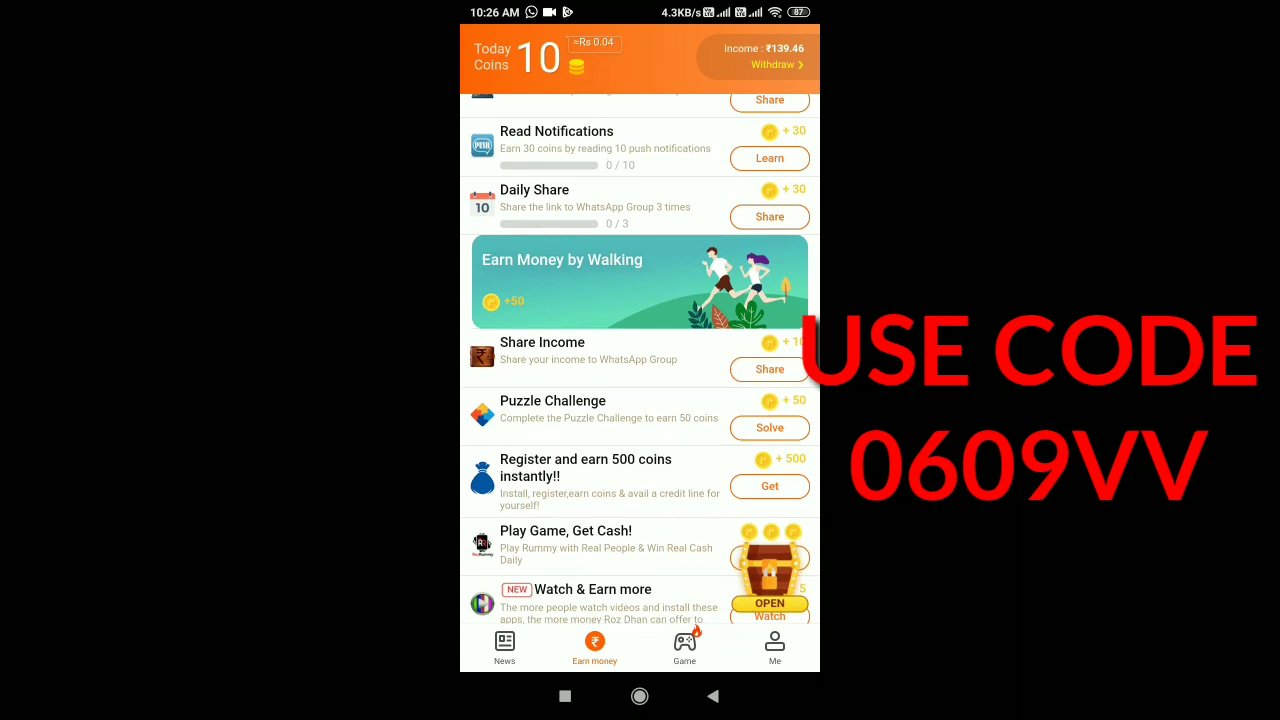 10:26 AM
4.3KB/s
87
Today
Coins
10
≈Rs 0.04
Income : ₹139.46
Withdraw
Share
Read Notifications
+ 30
Earn 30 coins by reading 10 push notifications
Learn
PUSH
0 / 10
Daily Share
+ 30
Share the link to WhatsApp Group 3 times
Share
10
0 / 3
Earn Money by Walking
+50
Share Income
Share your income to WhatsApp Group
Share
Puzzle Challenge
+ 50
Complete the Puzzle Challenge to earn 50 coins
Solve
Register and earn 500 coins
instantly!!
+ 500
Install, register,earn coins & avail a credit line for
yourself!
Get
Play Game, Get Cash!
Play Rummy with Real People & Win Real Cash
Daily
NEW Watch & Earn more
The more people watch videos and install these
apps, the more money Roz Dhan can offer to
OPEN
Watch
News
Earn money
Game
Me
USE CODE
0609VV